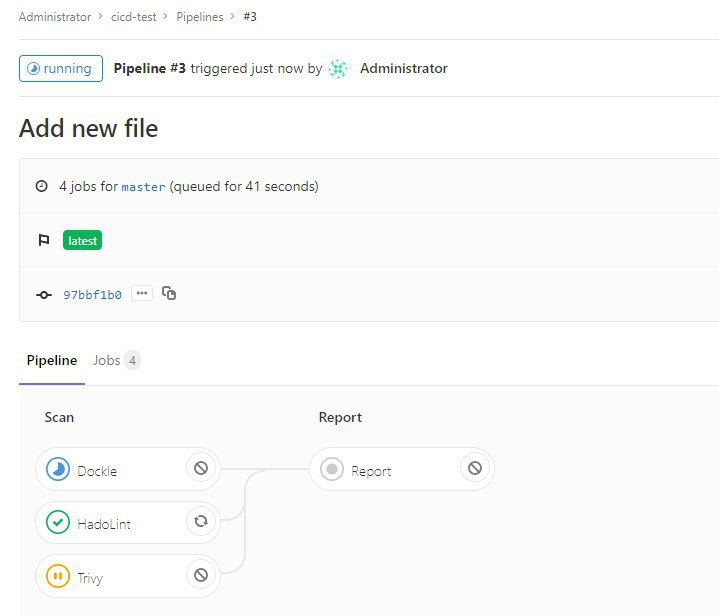 Administrator > cicd-test > Pipelines > #3
running Pipeline #3 triggered just now by Administrator
Add new file
4 jobs for master (queued for 41 seconds)
latest
97bbf1b0 ...
Pipeline Jobs 4
Scan Report
Dockle Report
HadoLint
Trivy